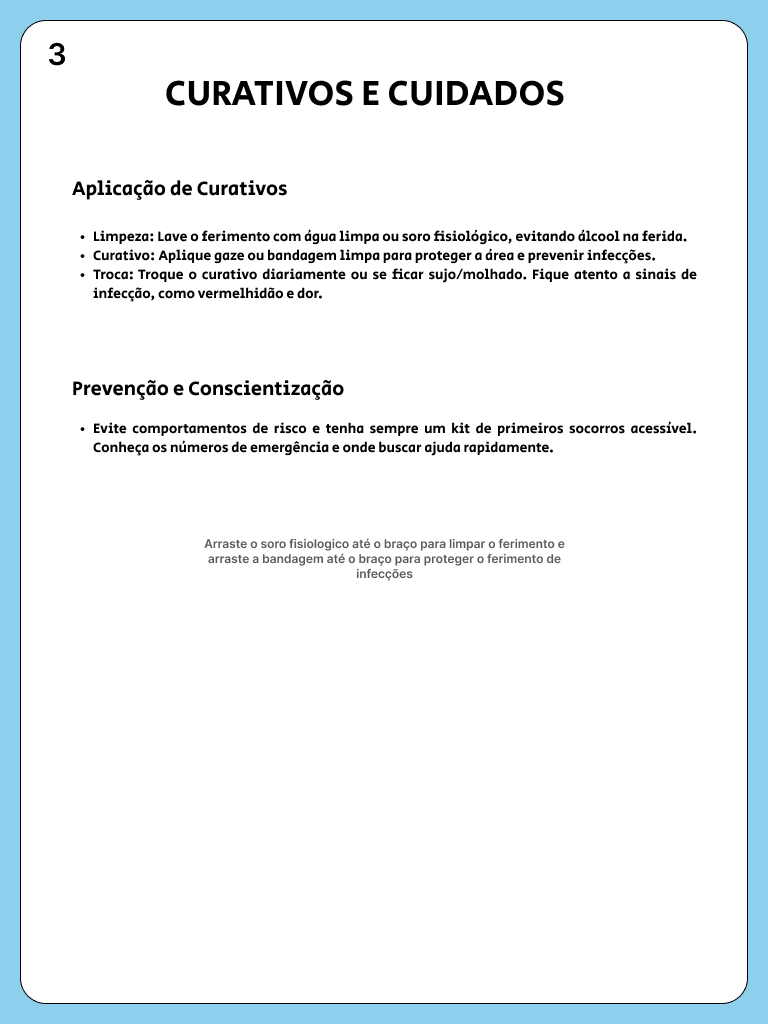 3
CURATIVOS E CUIDADOS
Aplicação de Curativos
• Limpeza: Lave o ferimento com água limpa ou soro fisiológico, evitando álcool na ferida.
• Curativo: Aplique gaze ou bandagem limpa para proteger a área e prevenir infecções.
• Troca: Troque o curativo diariamente ou se ficar sujo/molhado. Fique atento a sinais de
infecção, como vermelhidão e dor.
Prevenção e Conscientização
• Evite comportamentos de risco e tenha sempre um kit de primeiros socorros acessível.
Conheça os números de emergência e onde buscar ajuda rapidamente.
Arraste o soro fisiologico até o braço para limpar o ferimento e
arraste a bandagem até o braço para proteger o ferimento de
infecções